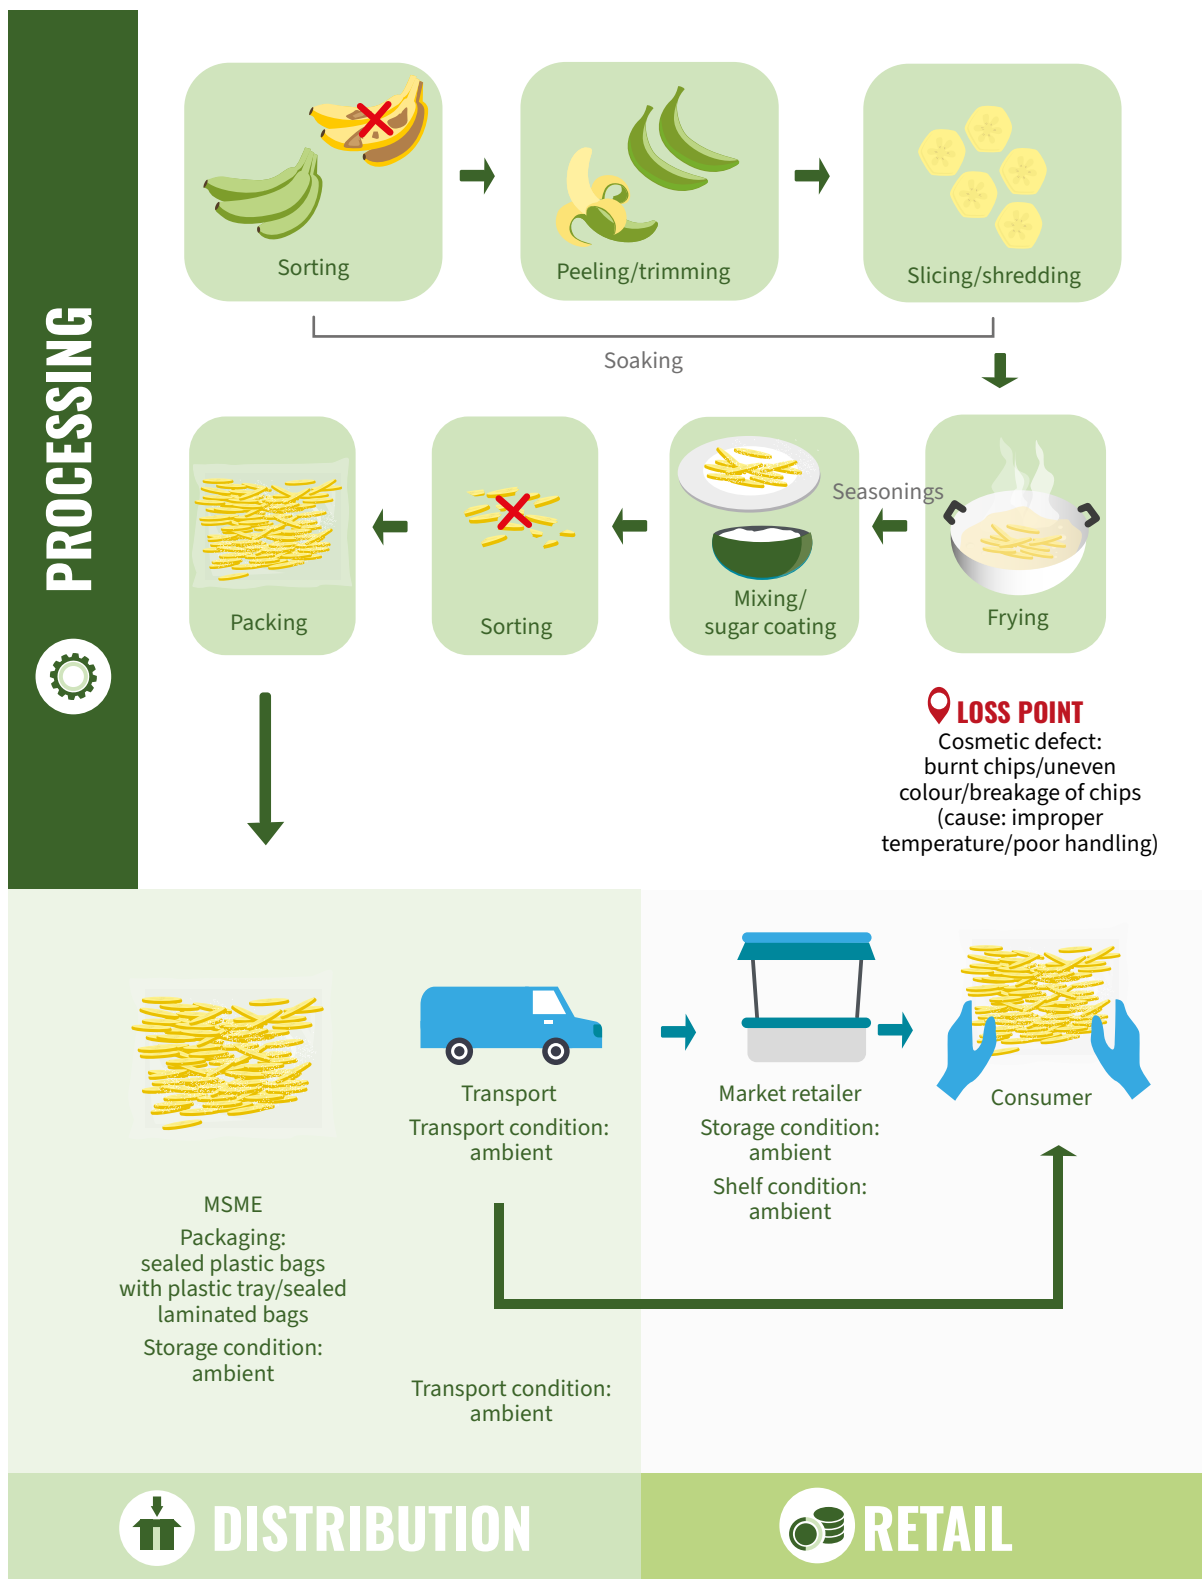 PROCESSING
Sorting
Peeling/trimming
Slicing/shredding
Soaking
Seasonings
Packing
Sorting
Mixing/
sugar coating
Frying
LOSS POINT
Cosmetic defect:
burnt chips/uneven
colour/breakage of chips
(cause: improper
temperature/poor handling)
MSME
Packaging:
sealed plastic bags
with plastic tray/sealed
laminated bags
Storage condition:
ambient
Transport
Transport condition:
ambient
Transport condition:
ambient
Market retailer
Storage condition:
ambient
Shelf condition:
ambient
Consumer
DISTRIBUTION
RETAIL